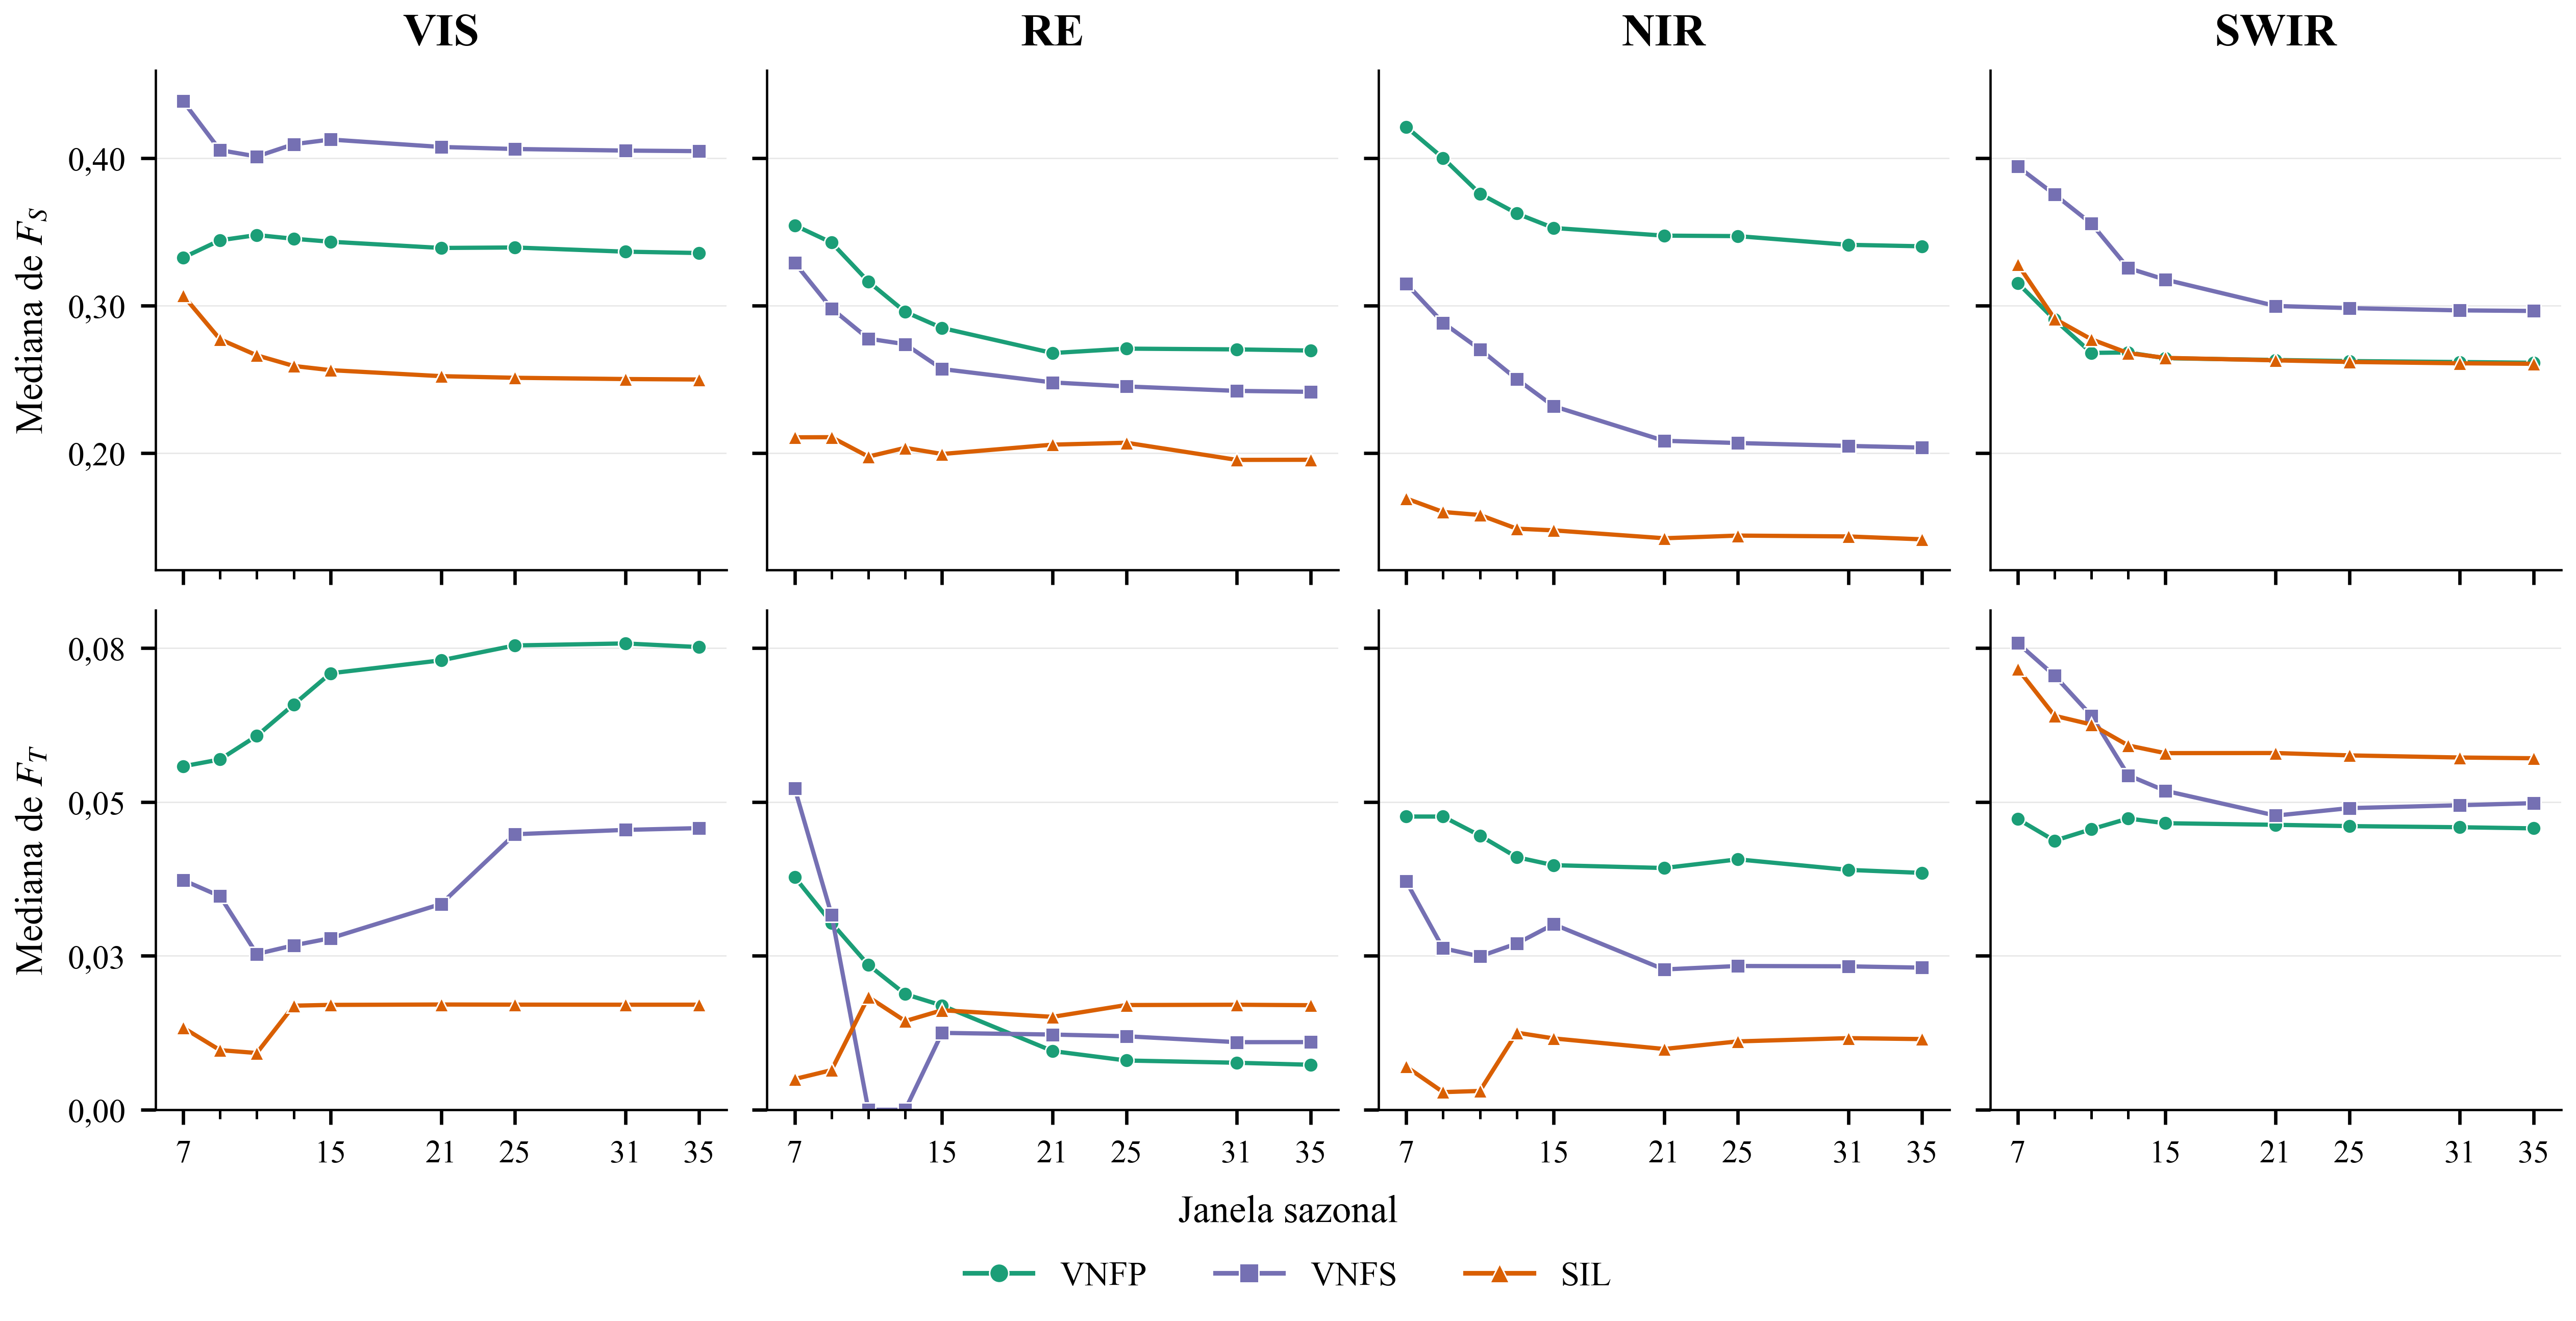 VIS RE NIR SWIR
Mediana de F_S
0,40
0,30
0,20
Mediana de F_T
0,08
0,05
0,03
0,00
7 15 21 25 31 35 7 15 21 25 31 35 7 15 21 25 31 35 7 15 21 25 31 35
Janela sazonal
VNFP VNFS SIL